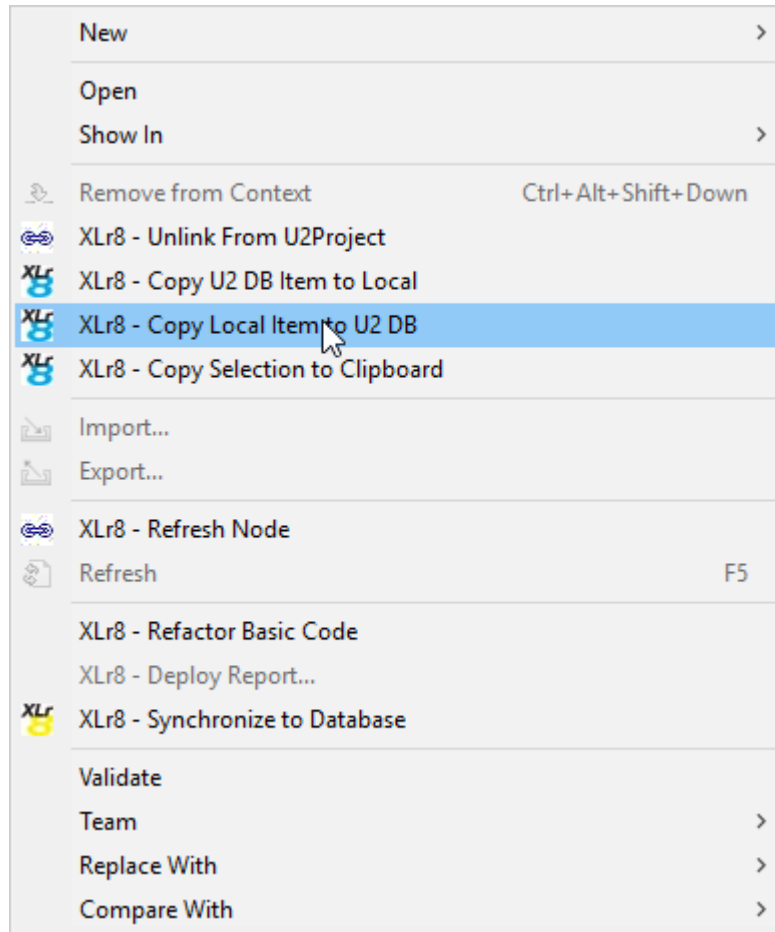 New
Open
Show In
Remove from Context Ctrl+Alt+Shift+Down
XLr8 - Unlink From U2Project
XLr8 - Copy U2 DB Item to Local
XLr8 - Copy Local Item to U2 DB
XLr8 - Copy Selection to Clipboard
Import...
Export...
XLr8 - Refresh Node
Refresh F5
XLr8 - Refactor Basic Code
XLr8 - Deploy Report...
XLr8 - Synchronize to Database
Validate
Team
Replace With
Compare With